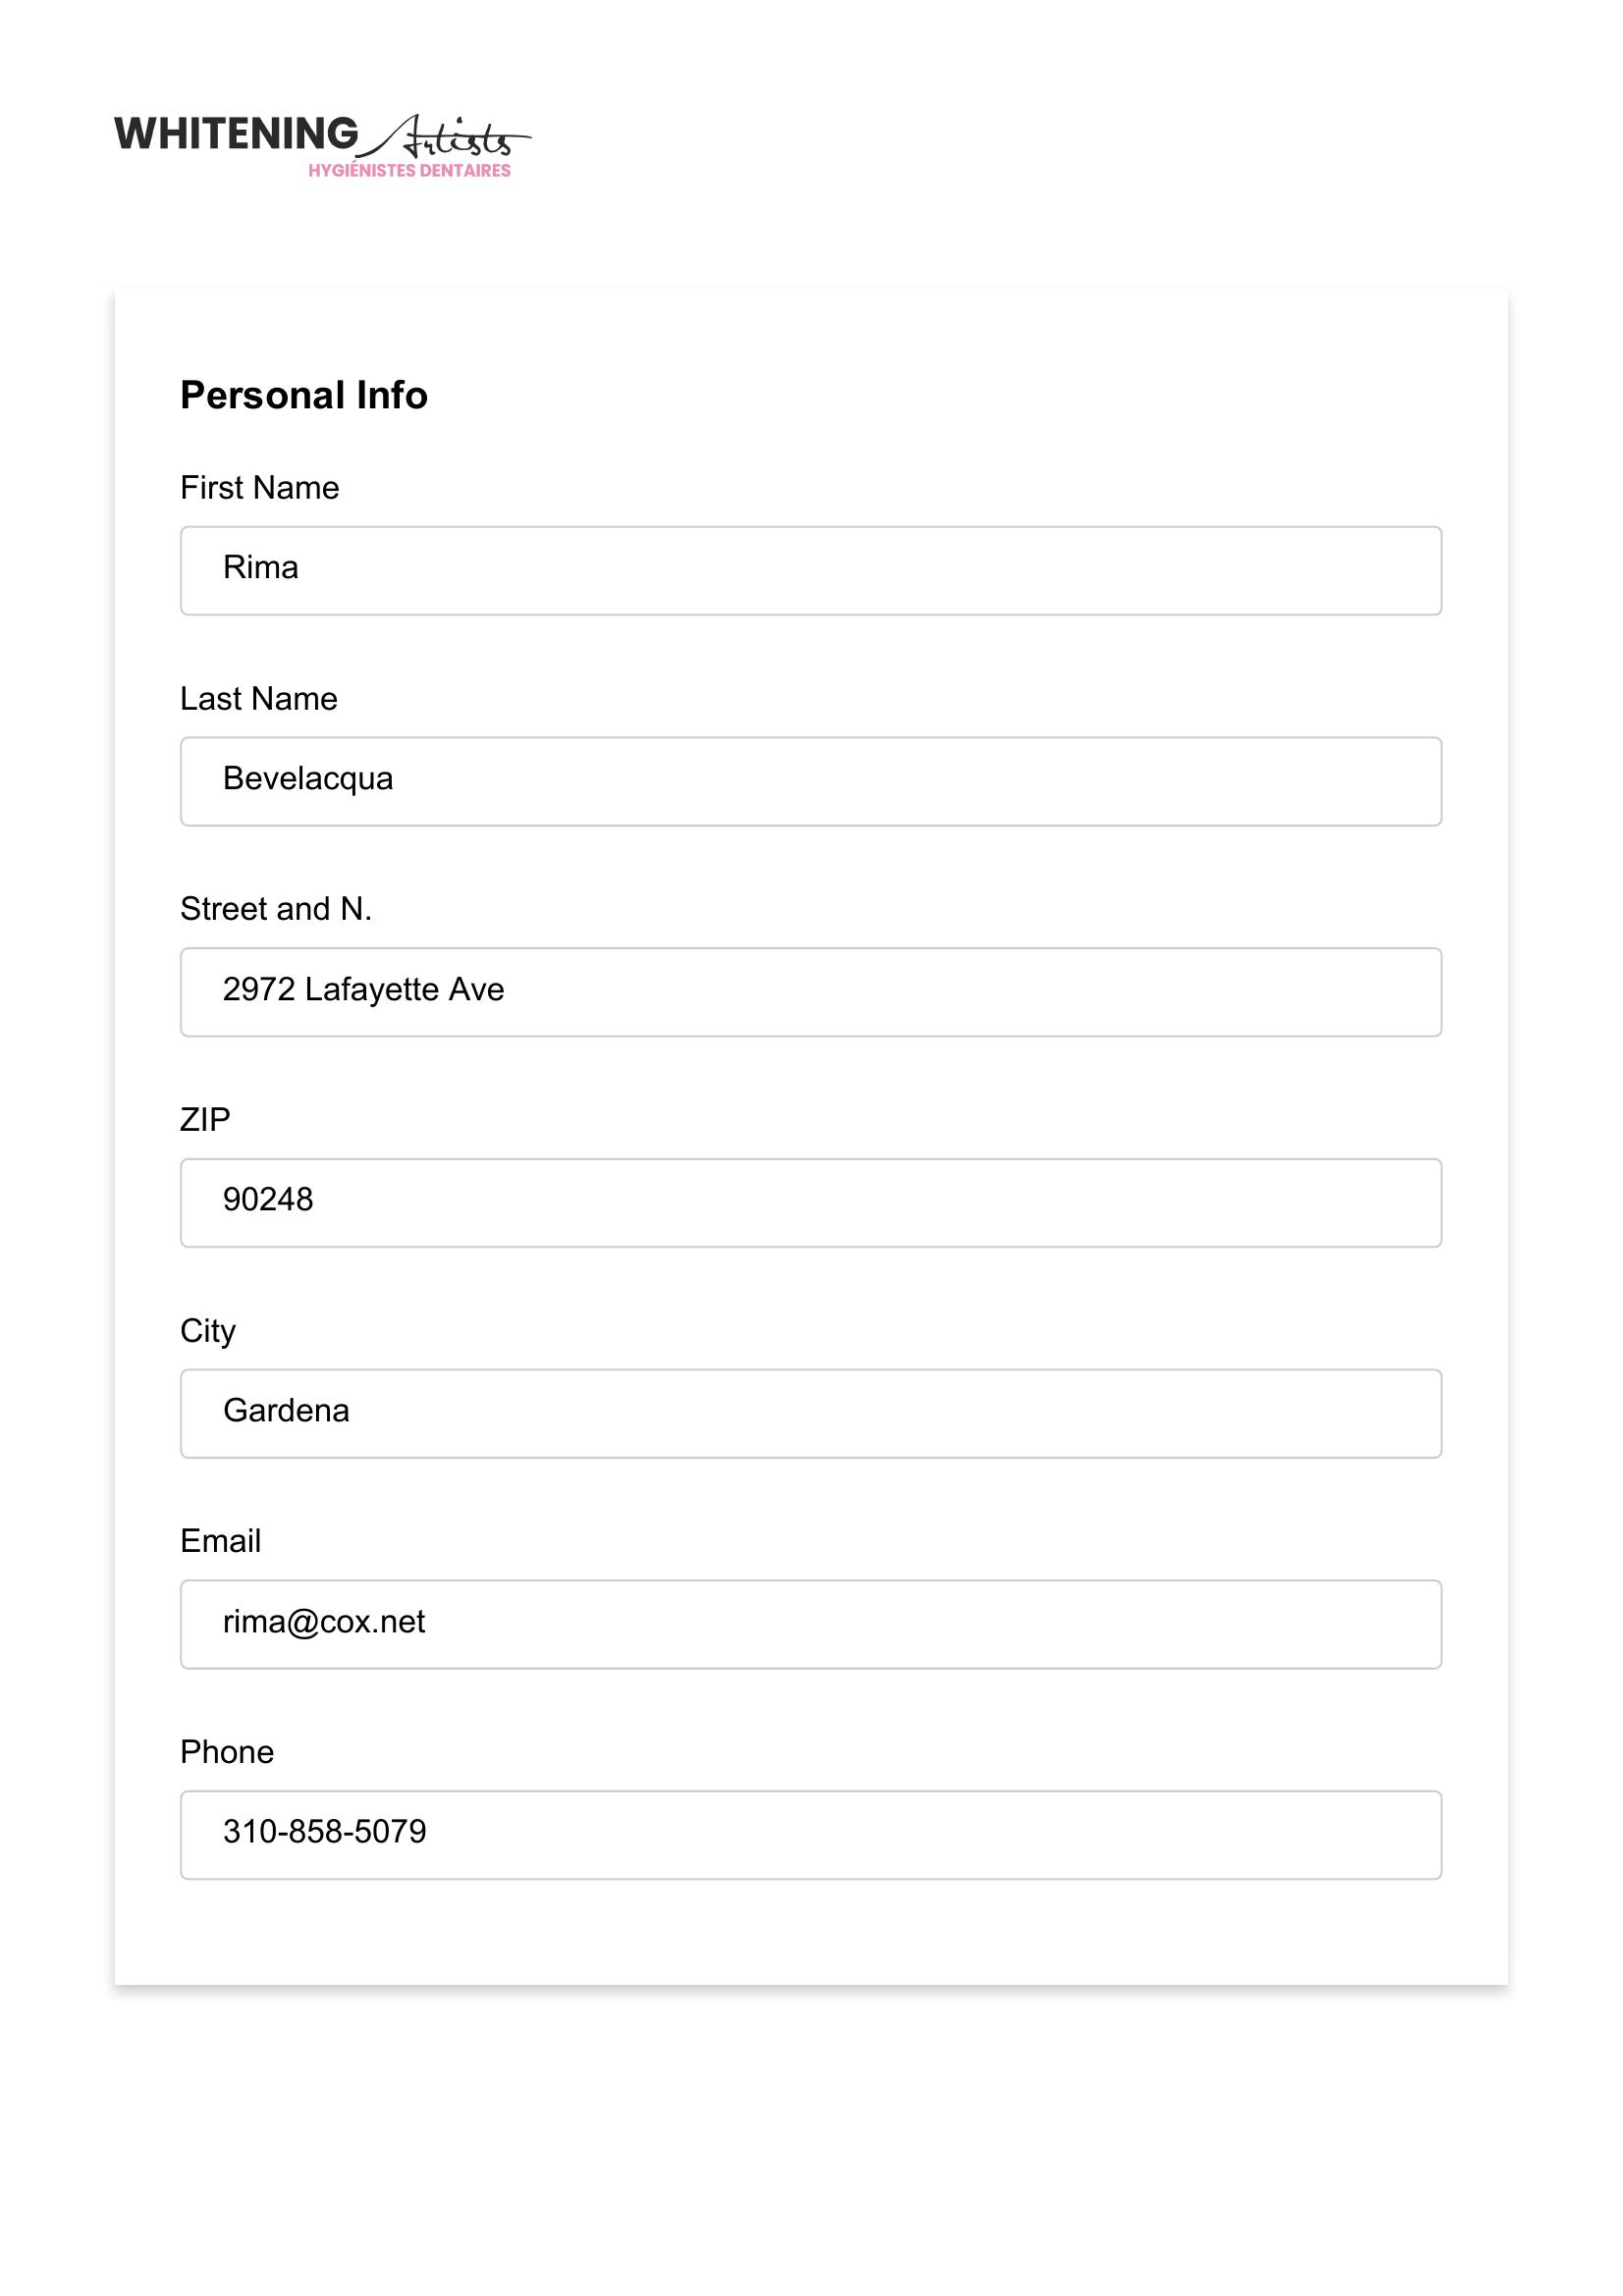 WHITENING Artists
HYGIÉNISTES DENTAIRES
Personal Info
First Name
Rima
Last Name
Bevelacqua
Street and N.
2972 Lafayette Ave
ZIP
90248
City
Gardena
Email
rima@cox.net
Phone
310-858-5079